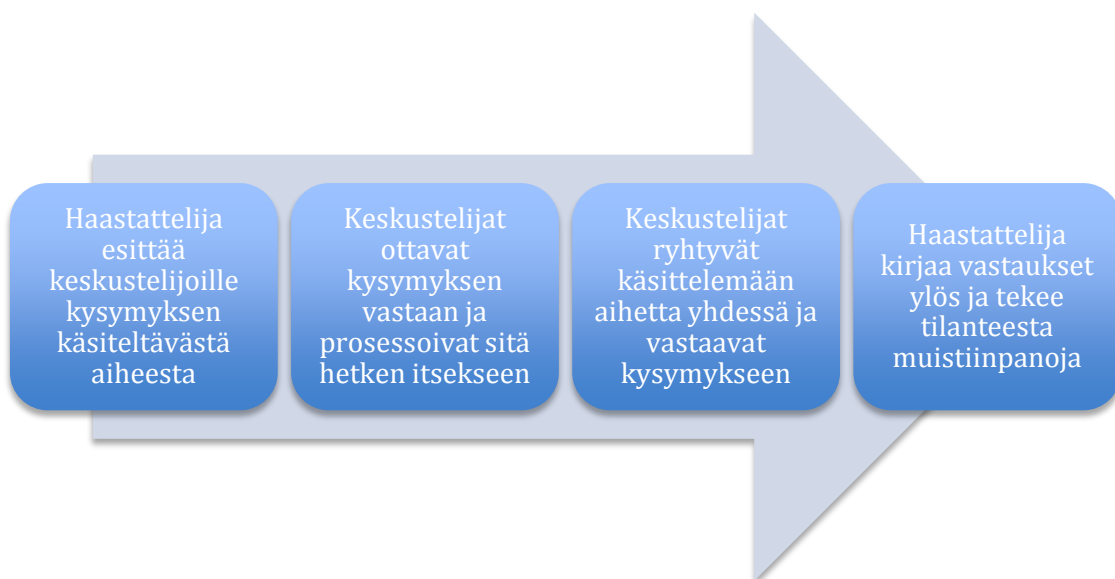 Haastattelija
esittää
keskustelijoille
kysymyksen
käsiteltävästä
aiheesta
Keskustelijat
ottavat
kysymyksen
vastaan ja
prosessoivat sitä
hetken itsekseen
Keskustelijat
ryhtyvät
käsittelemään
aihetta yhdessä ja
vastaavat
kysymykseen
Haastattelija
kirjaa vastaukset
ylös ja tekee
tilanteesta
muistiinpanoja